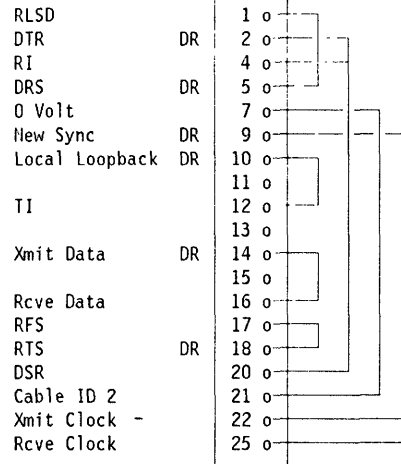 RLSD 1 o
DTR DR 2 o
RI 4 o
DRS DR 5 o
0 Volt 7 o
New Sync DR 9 o
Local Loopback DR 10 o
11 o
TI 12 o
13 o
Xmit Data DR 14 o
15 o
Rcve Data 16 o
RFS 17 o
RTS DR 18 o
DSR 20 o
Cable ID 2 21 o
Xmit Clock - 22 o
Rcve Clock 25 o